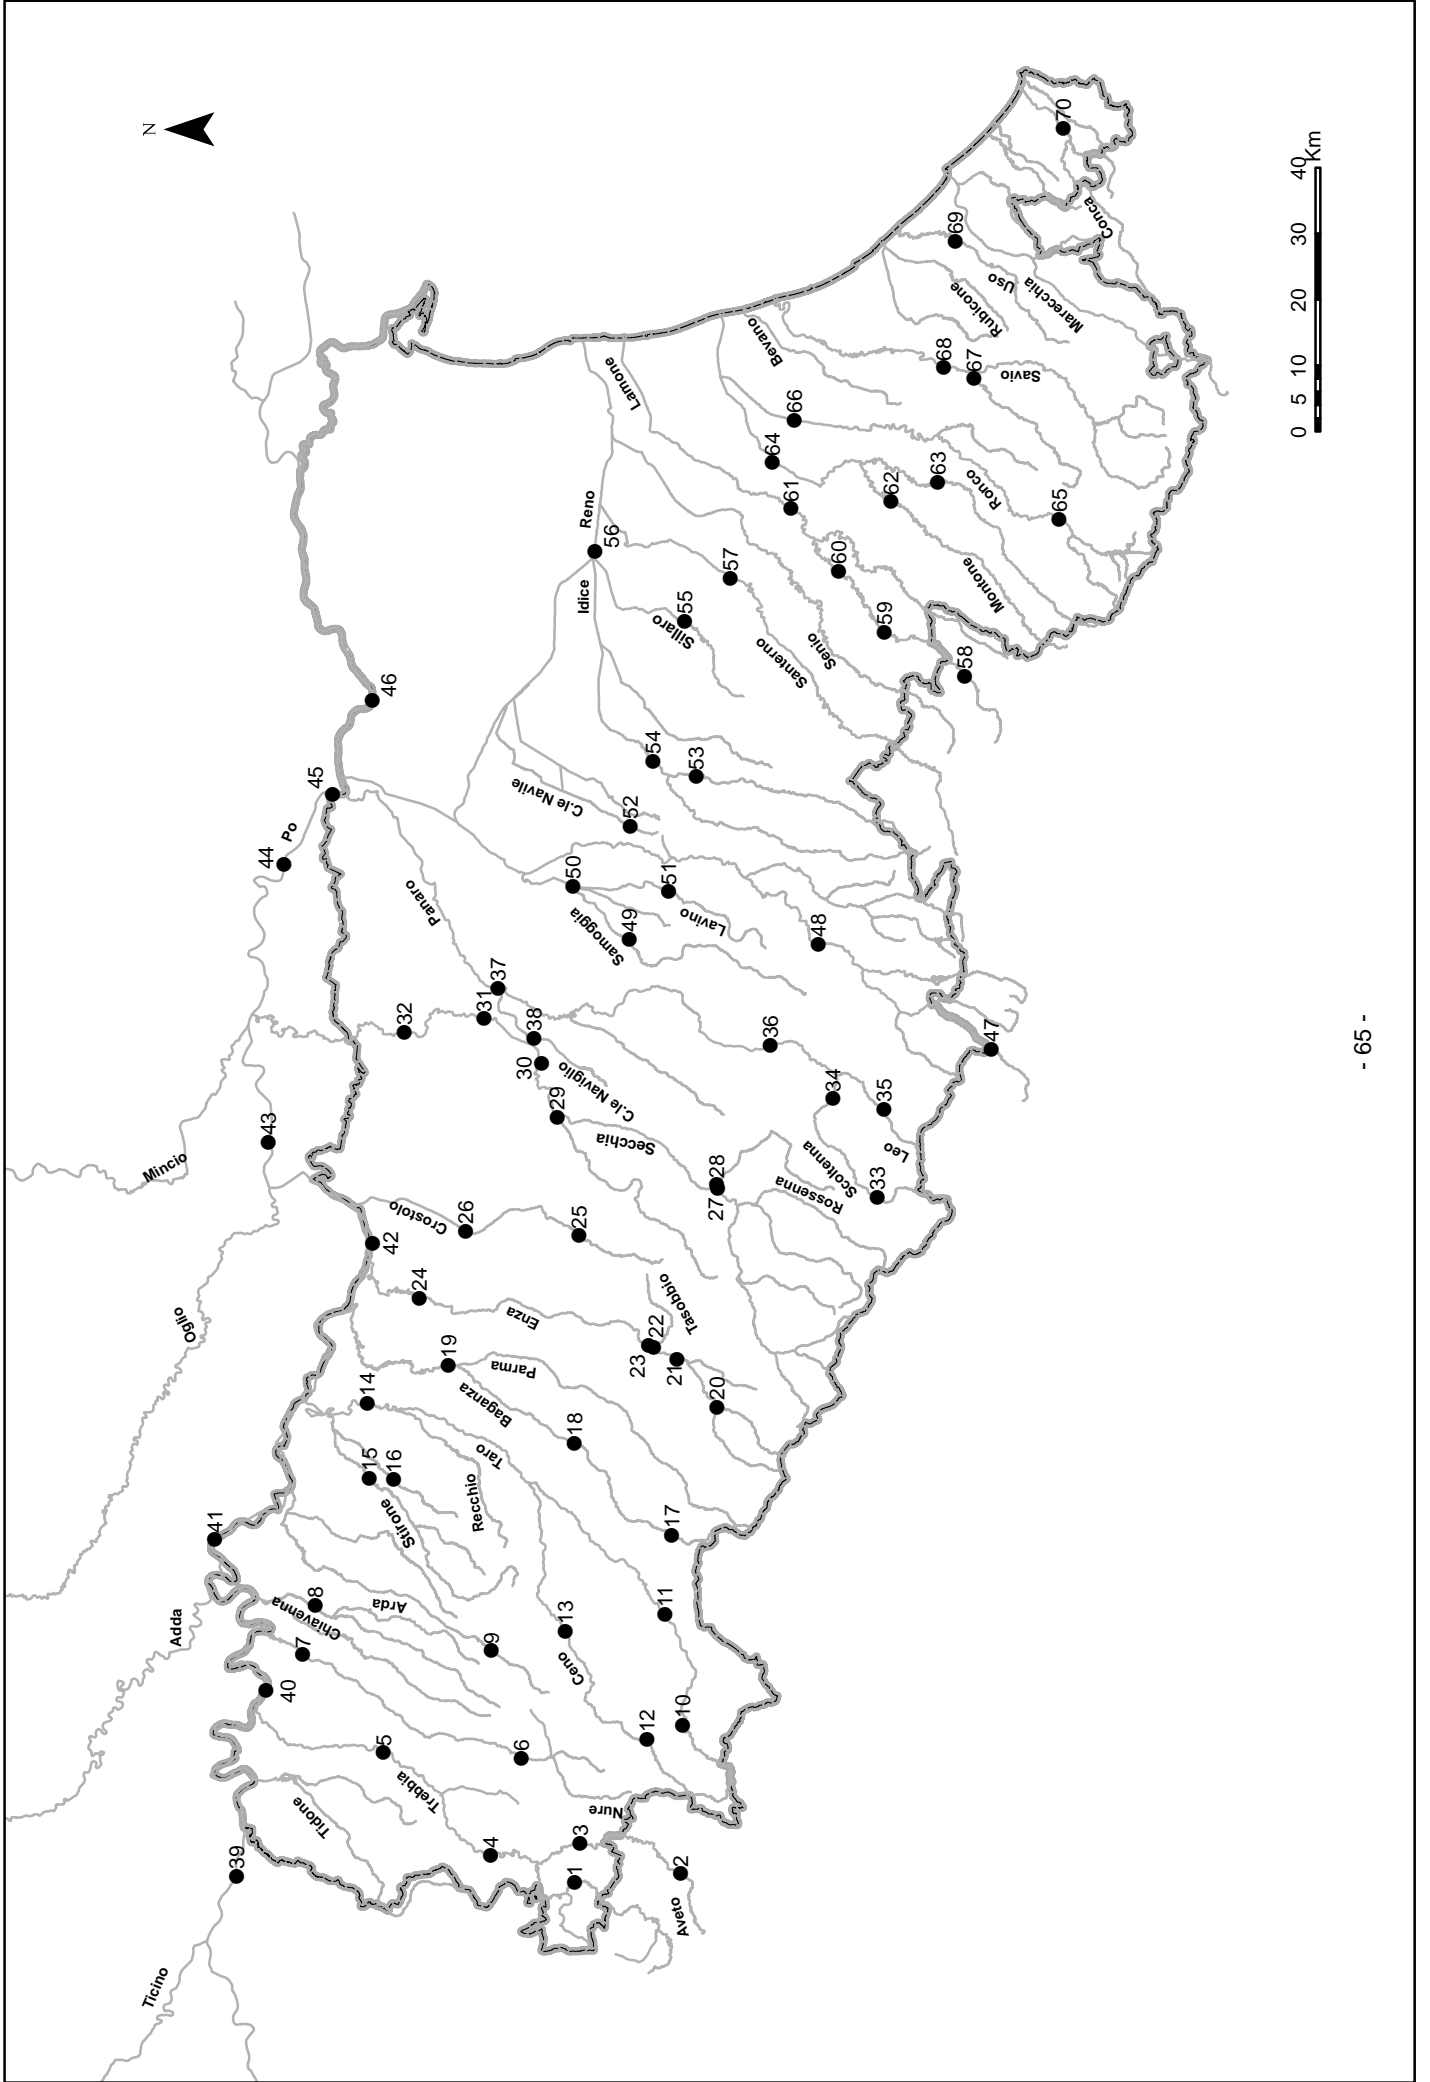 N
Ticino
Adda
Oglio
Mincio
Po
39
40
41
42
43
44
45
46
Tidone
Trebbia
Nure
Aveto
1
2
3
4
5
6
7
Chiavenna
8
Arda
9
10
11
12
Ceno
13
14
15
16
Stirone
Recchio
Taro
17
18
Baganza
19
Parma
20
21
22
23
Tasobbio
Enza
24
25
26
Crostolo
27
28
Secchia
29
30
31
32
C.le Naviglio
Rossenna
Scoltenna
Leo
33
34
35
36
37
38
Panaro
47
48
49
50
51
Samoggia
Lavino
52
C.le Navile
53
54
55
Sillaro
Idice
Reno
56
57
Santerno
Senio
58
59
60
61
Lamone
62
Montone
63
64
65
Ronco
66
Bevano
67
68
Savio
Rubicone
Uso
69
Marecchia
Conca
70
0 5 10 20 30 40
Km
- 65 -